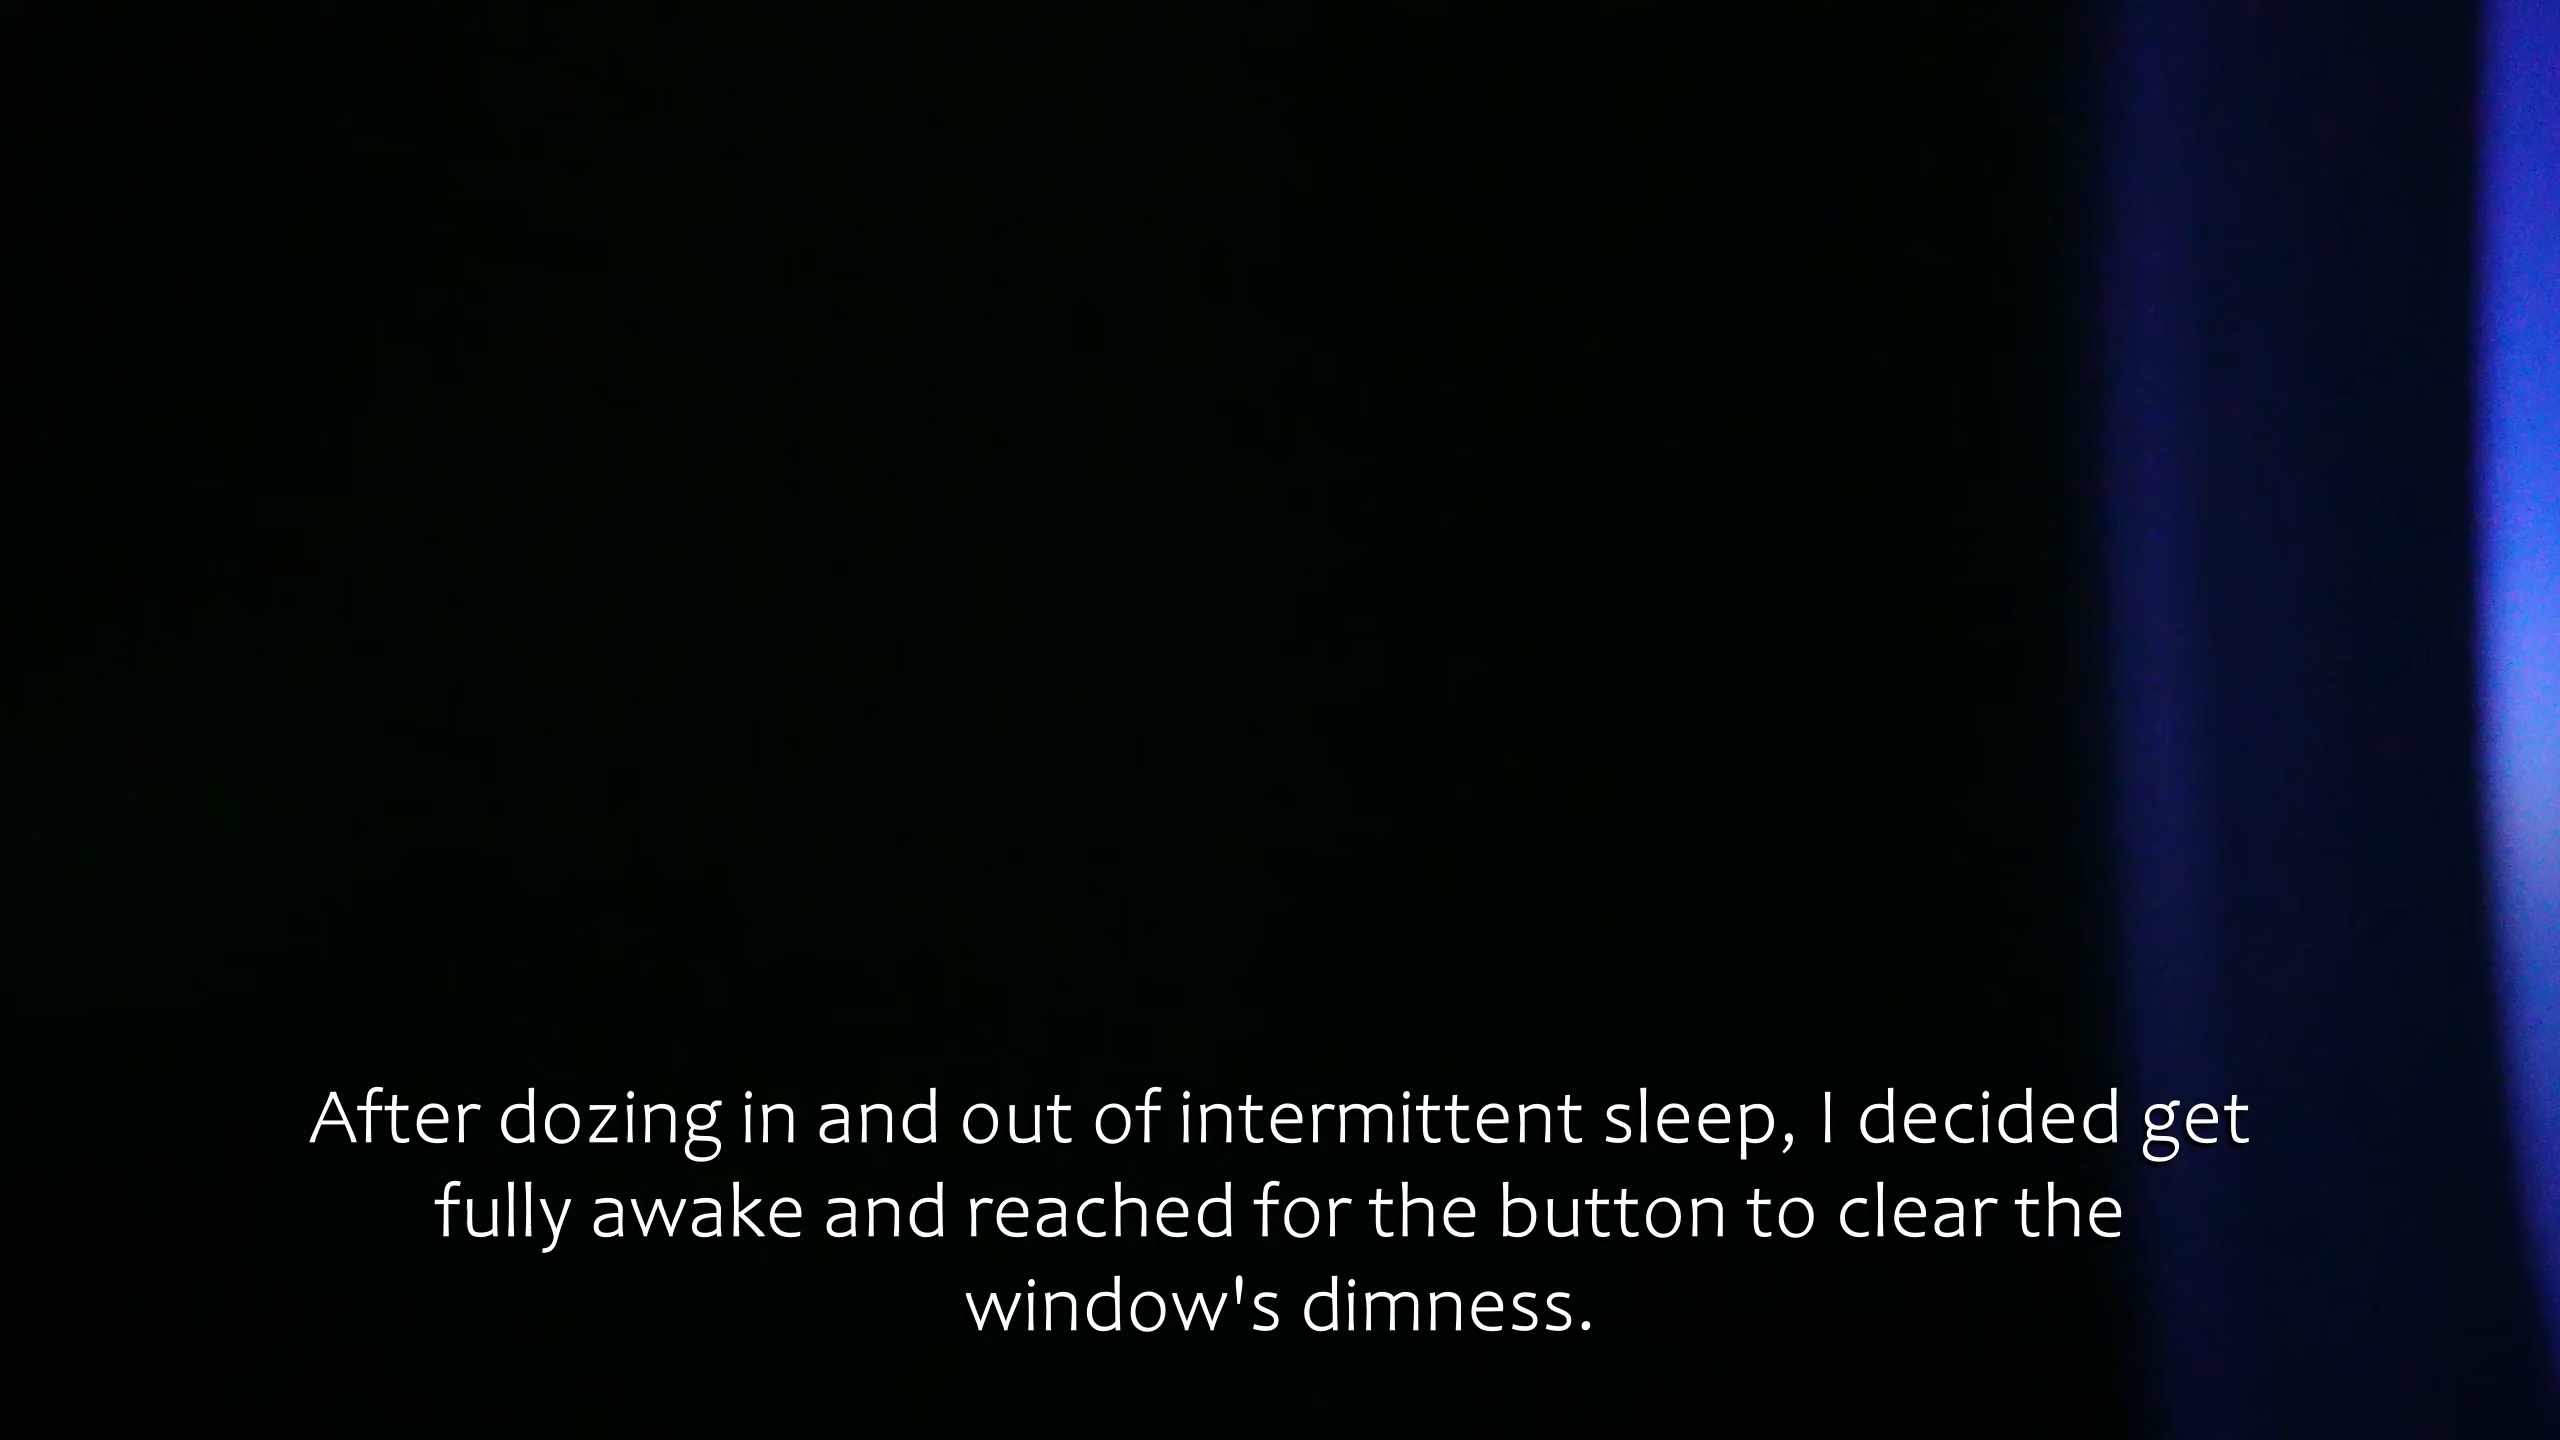 After dozing in and out of intermittent sleep, I decided get
fully awake and reached for the button to clear the
window's dimness.